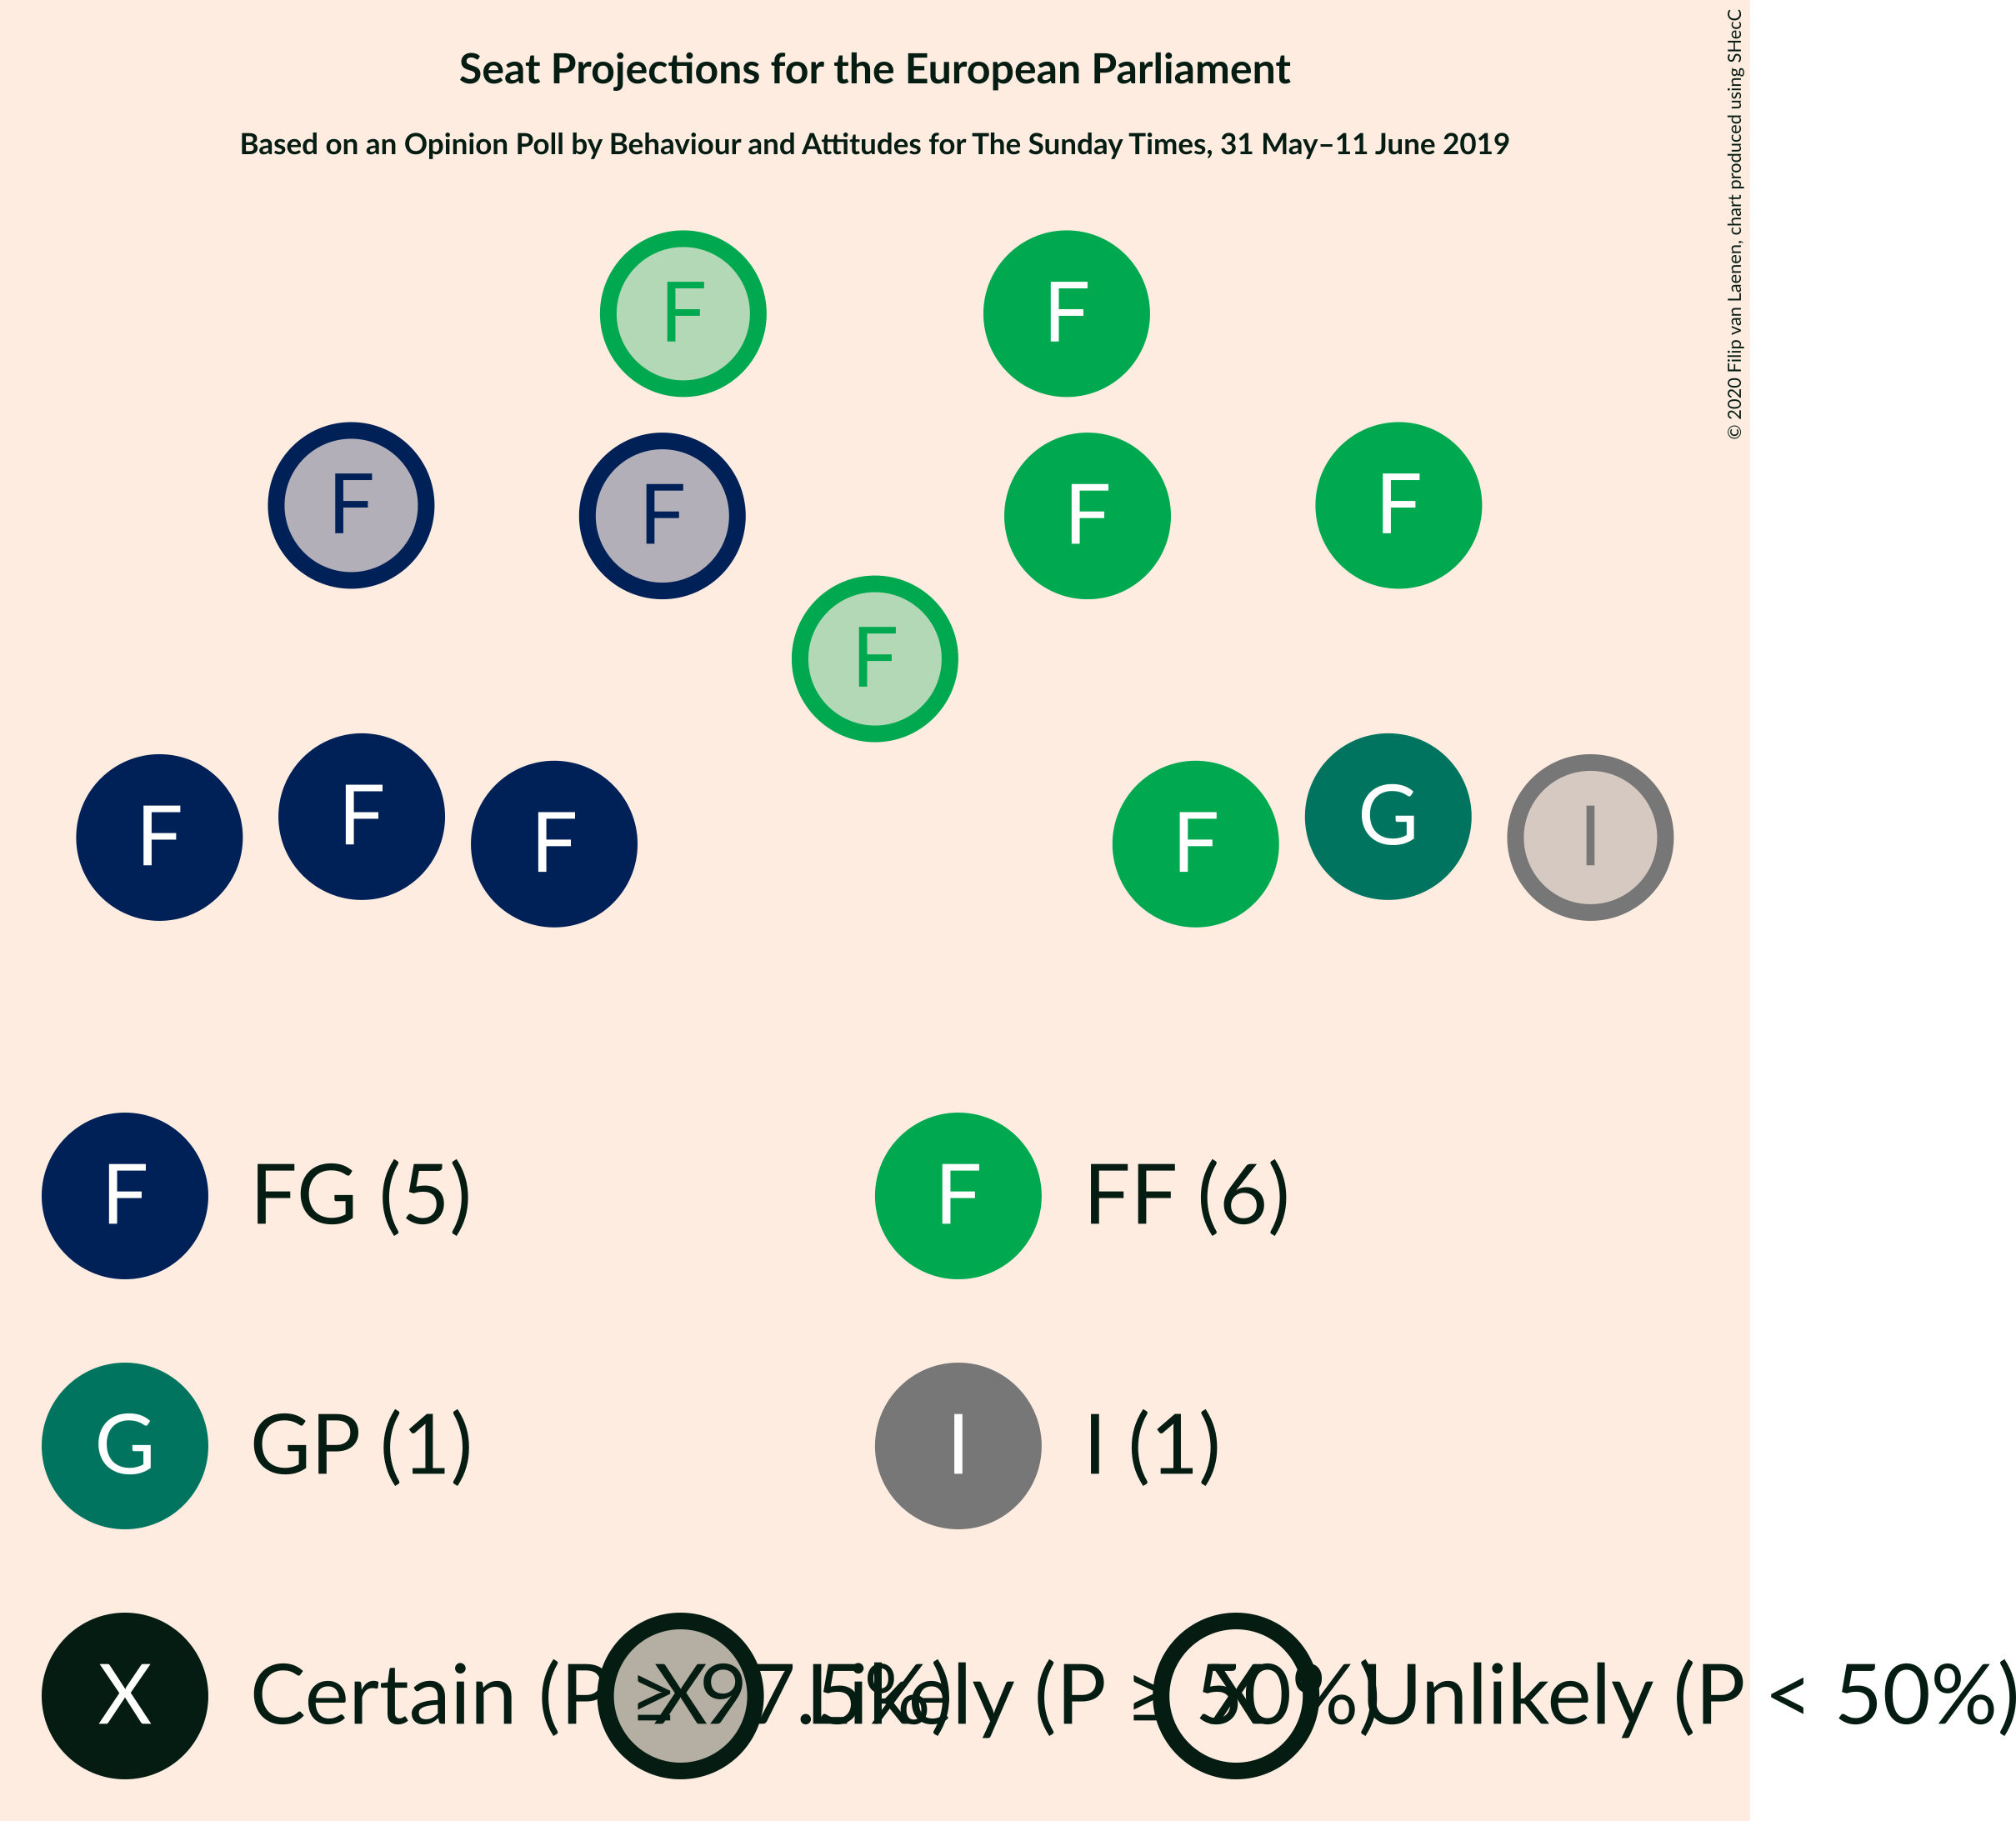 Seat Projections for the European Parliament
Based on an Opinion Poll by Behaviour and Attitudes for The Sunday Times, 31 May–11 June 2019
© 2020 Filip van Laenen, chart produced using SHecC
F F
F F F F
F
F F F F G I
F FG (5) F FF (6)
G GP (1) I I (1)
X Certain (P ≥ 97.5%) X Likely (P ≥ 50%) X Unlikely (P < 50%)